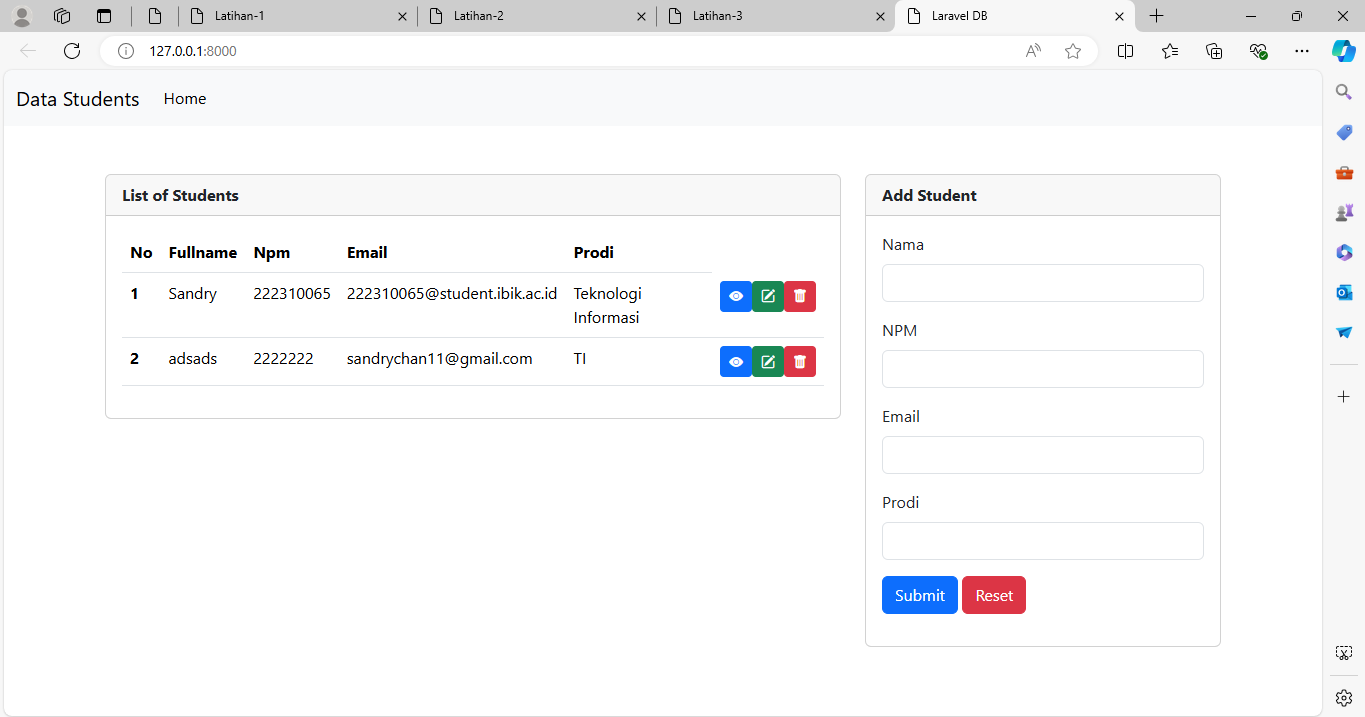 Latihan-1 Latihan-2 Latihan-3 Laravel DB
127.0.0.1:8000
Data Students Home
List of Students
No Fullname Npm Email Prodi
1 Sandry 222310065 222310065@student.ibik.ac.id Teknologi
Informasi
2 adsads 2222222 sandrychan11@gmail.com TI
Add Student
Nama
NPM
Email
Prodi
Submit Reset